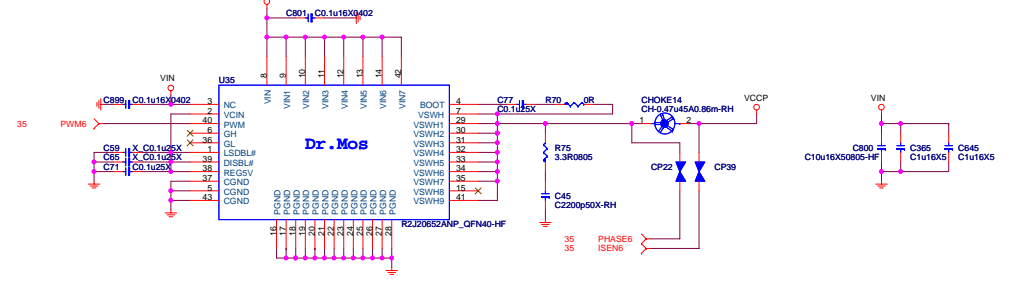 C801 C0.1u16X0402
8 9 10 11 12 13 14 42
VIN VIN1 VIN2 VIN3 VIN4 VIN5 VIN6 VIN7
VIN
U35
C899 C0.1u16X0402
3 NC
2 VCIN
35 PWM6 40 PWM
6 GH
36 GL
C59 X_C0.1u25X 1 LSDBL#
C65 X_C0.1u25X 39 DISBL#
C71 C0.1u25X 38 REG5V
37 CGND
5 CGND
43 CGND
Dr.Mos
BOOT 4
VSWH 7
VSWH1 29
VSWH2 30
VSWH3 31
VSWH4 32
VSWH5 33
VSWH6 34
VSWH7 35
VSWH8 15
VSWH9 41
PGND PGND PGND PGND PGND PGND PGND PGND PGND PGND PGND PGND PGND
16 17 18 19 20 21 22 23 24 25 26 27 28
R2J20652ANP_QFN40-HF
C77 C0.1u25X
R70 0R
R75
3.3R0805
C45
C2200p50X-RH
CHOKE14
CH-0.47u45A0.86m-RH
1 2
VCCP
CP22 CP39
35 PHASE6
35 ISEN6
VIN
C800
C10u16X50805-HF
C365
C1u16X5
C645
C1u16X5